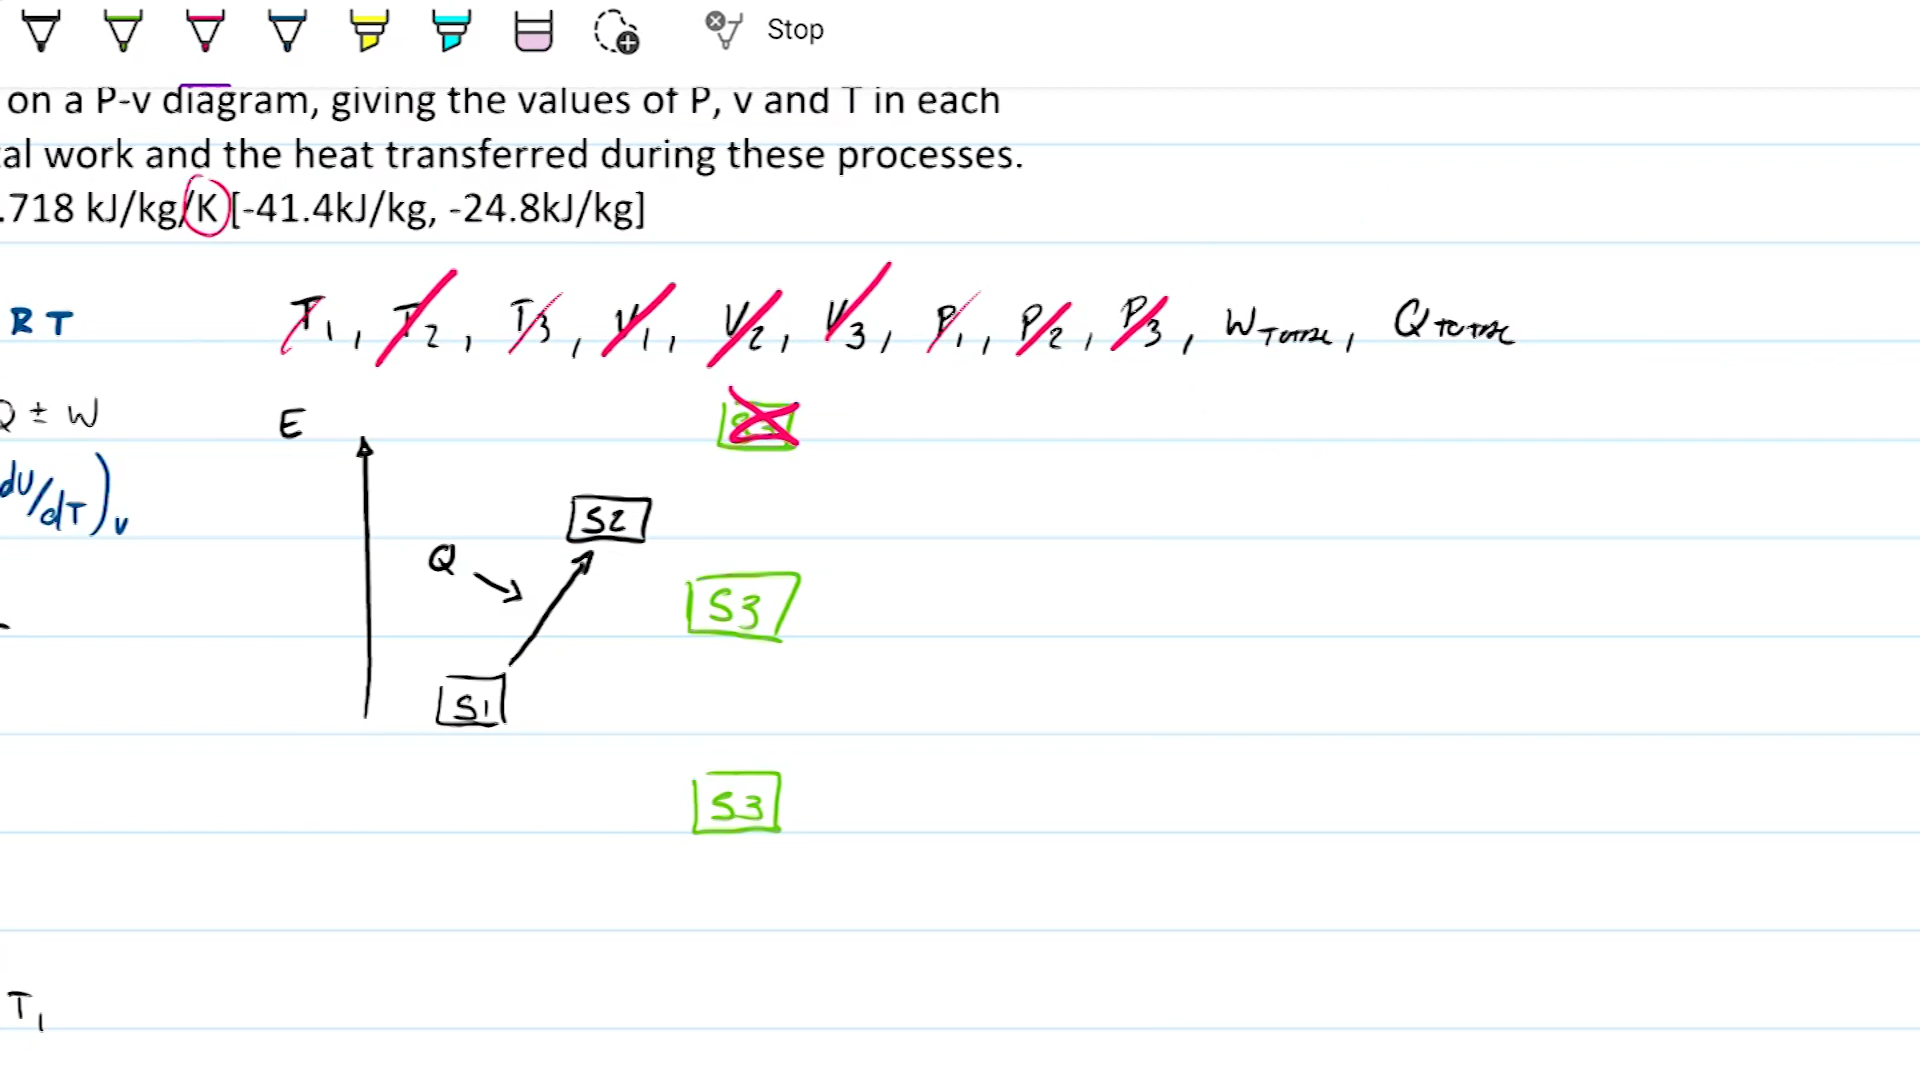 Stop
on a P-v diagram, giving the values of P, v and T in each
al work and the heat transferred during these processes.
.718 kJ/kg/K [-41.4kJ/kg, -24.8kJ/kg]
RT
T1, T2, T3, V1, V2, V3, P1, P2, P3, WTOTAL, QTOTAL
Q ± W
E
dU/dT)v
S2
Q
S3
S1
S3
T1